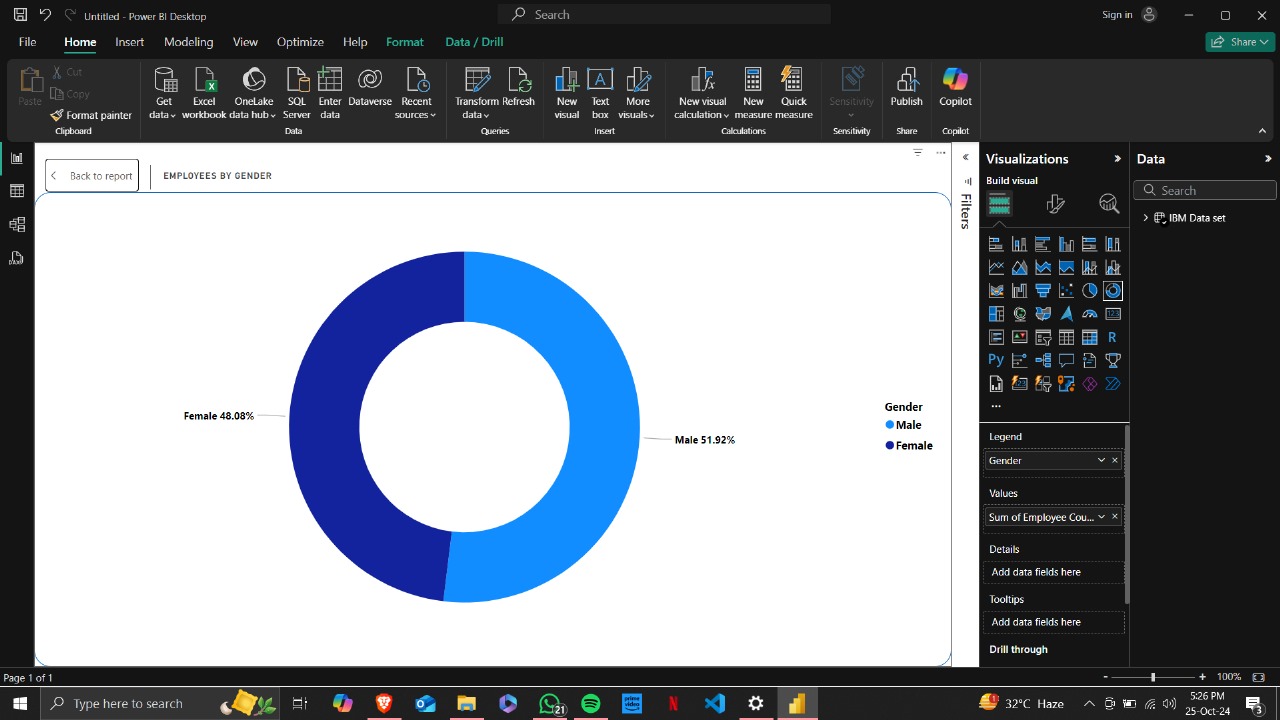 Untitled - Power BI Desktop
Search
Sign in
File
Home
Insert
Modeling
View
Optimize
Help
Format
Data / Drill
Share
Paste
Cut
Copy
Format painter
Clipboard
Get data
Excel workbook
OneLake data hub
SQL Server
Enter data
Dataverse
Recent sources
Data
Transform data
Refresh
Queries
New visual
Text box
More visuals
Insert
New visual calculation
New measure
Quick measure
Calculations
Sensitivity
Sensitivity
Publish
Share
Copilot
Copilot
Back to report
EMPLOYEES BY GENDER
Female 48.08%
Male 51.92%
Gender
Male
Female
Filters
Visualizations
Build visual
123
R
Py
Legend
Gender
Values
Sum of Employee Cou...
Details
Add data fields here
Tooltips
Add data fields here
Drill through
Data
Search
IBM Data set
Page 1 of 1
100%
Type here to search
21
prime video
N
32°C Haze
5:26 PM
25-Oct-24
3